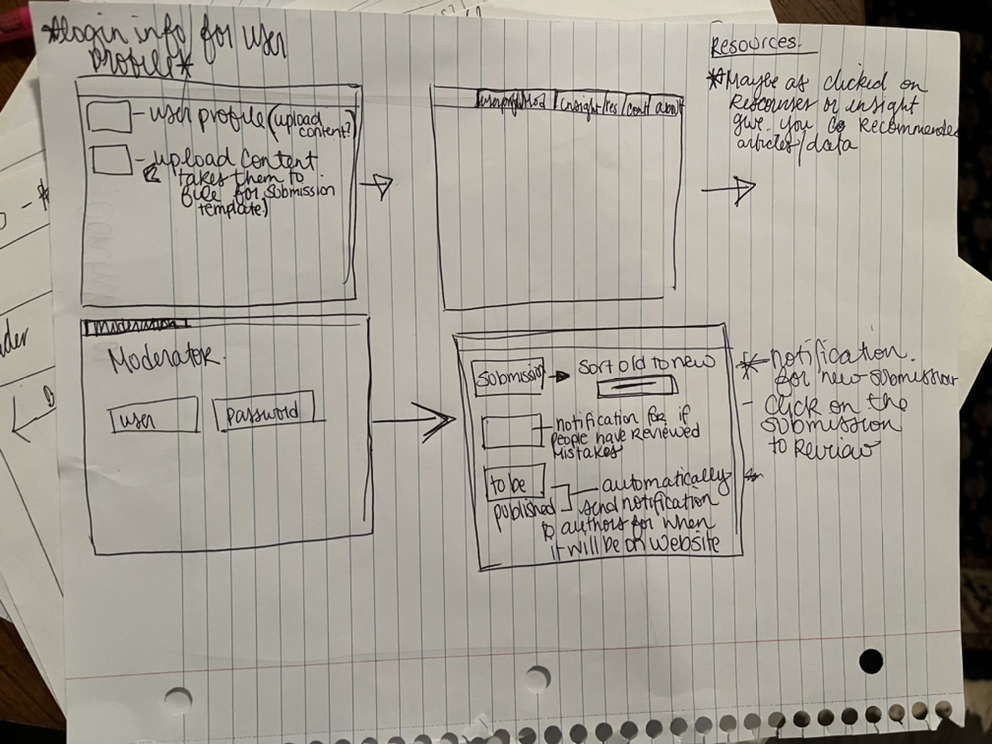 *login info for user
profile*
user profile (upload
content?
upload content
takes them to
file for submission
template)
Mod
insight/res/cont/about
Resources.
*Maybe as clicked on
or insight
give you Recommended
articles/data
Moderation
Moderator.
user
password
submission
sort old to new
notification for if
people have reviewed
mistakes
to be
published
automatically
send notification
to authors for when
it will be on website
* notification.
for new submission
- click on the
submission
to review
der